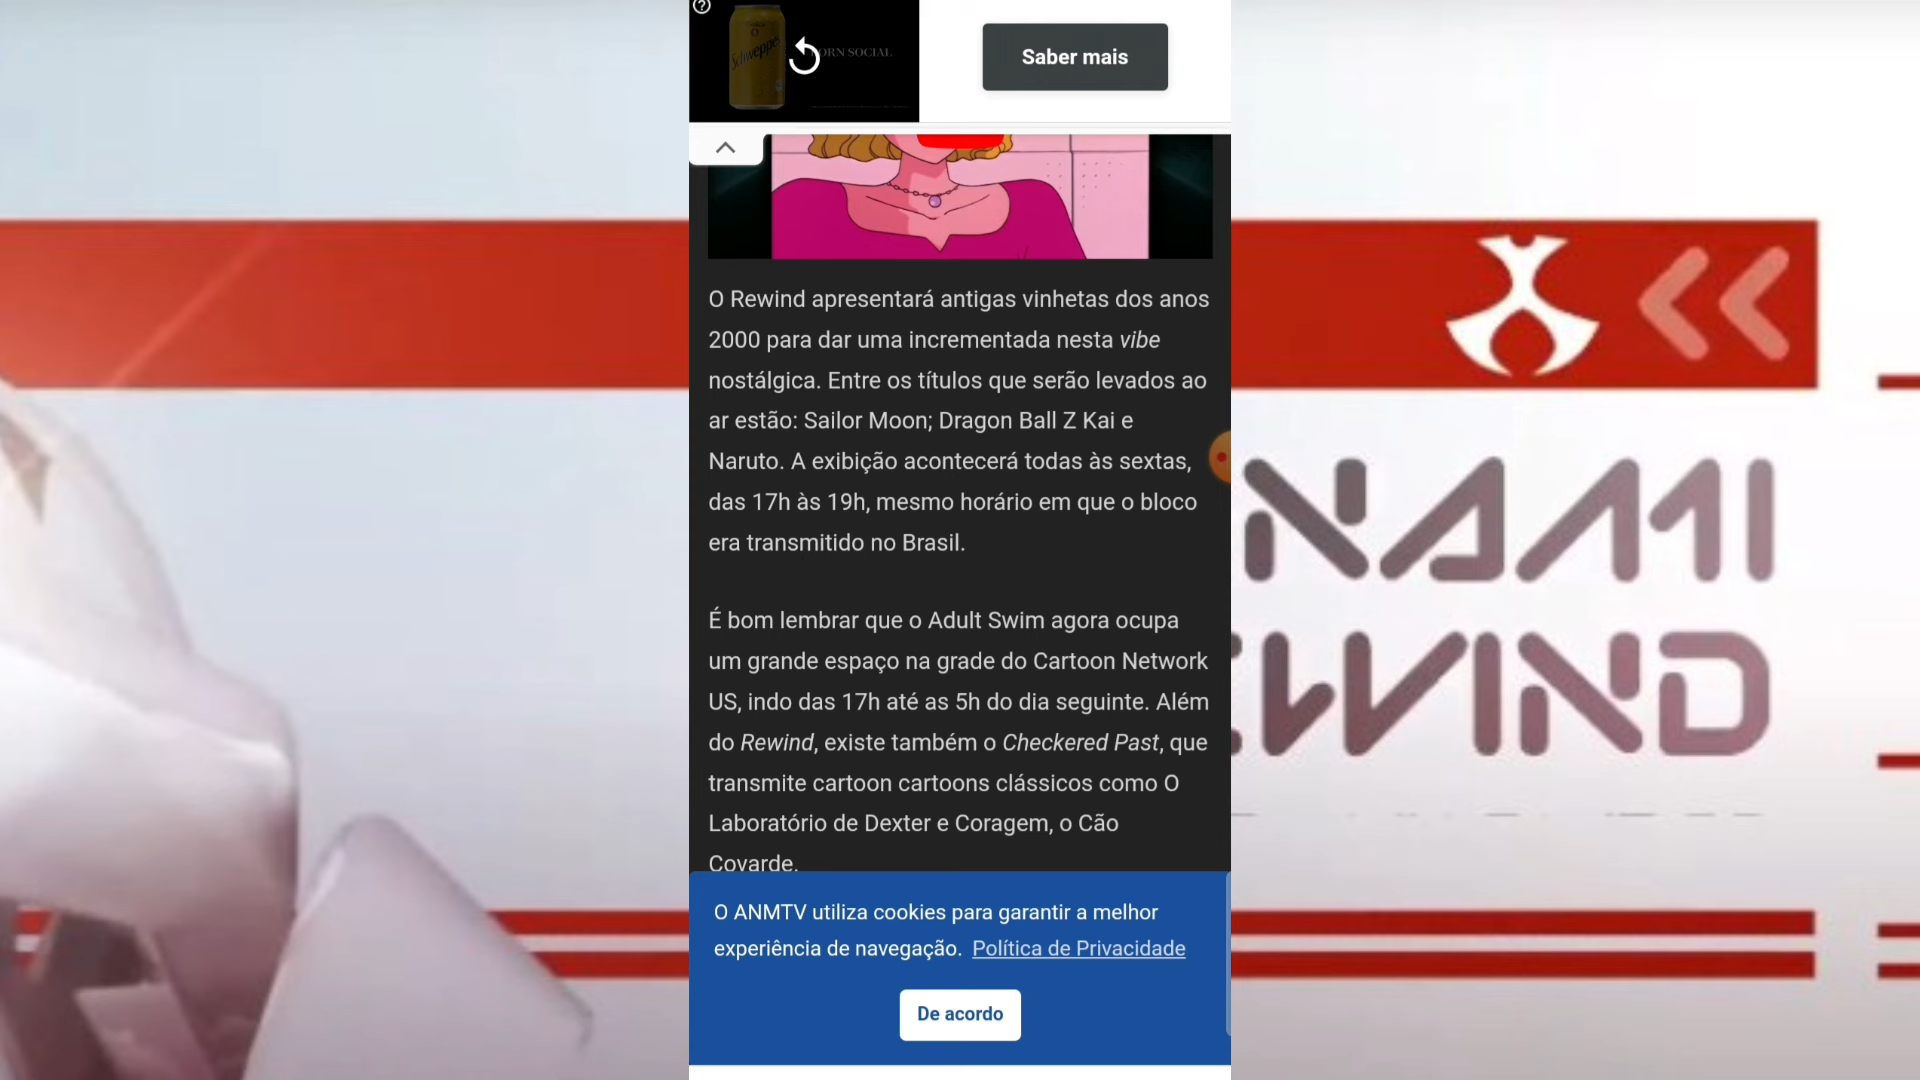 Schweppes
ORN SOCIAL
Saber mais
O Rewind apresentará antigas vinhetas dos anos
2000 para dar uma incrementada nesta vibe
nostálgica. Entre os títulos que serão levados ao
ar estão: Sailor Moon; Dragon Ball Z Kai e
Naruto. A exibição acontecerá todas às sextas,
das 17h às 19h, mesmo horário em que o bloco
era transmitido no Brasil.
É bom lembrar que o Adult Swim agora ocupa
um grande espaço na grade do Cartoon Network
US, indo das 17h até as 5h do dia seguinte. Além
do Rewind, existe também o Checkered Past, que
transmite cartoon cartoons clássicos como O
Laboratório de Dexter e Coragem, o Cão
Covarde.
O ANMTV utiliza cookies para garantir a melhor
experiência de navegação. Política de Privacidade
De acordo
NAMI
EWIND